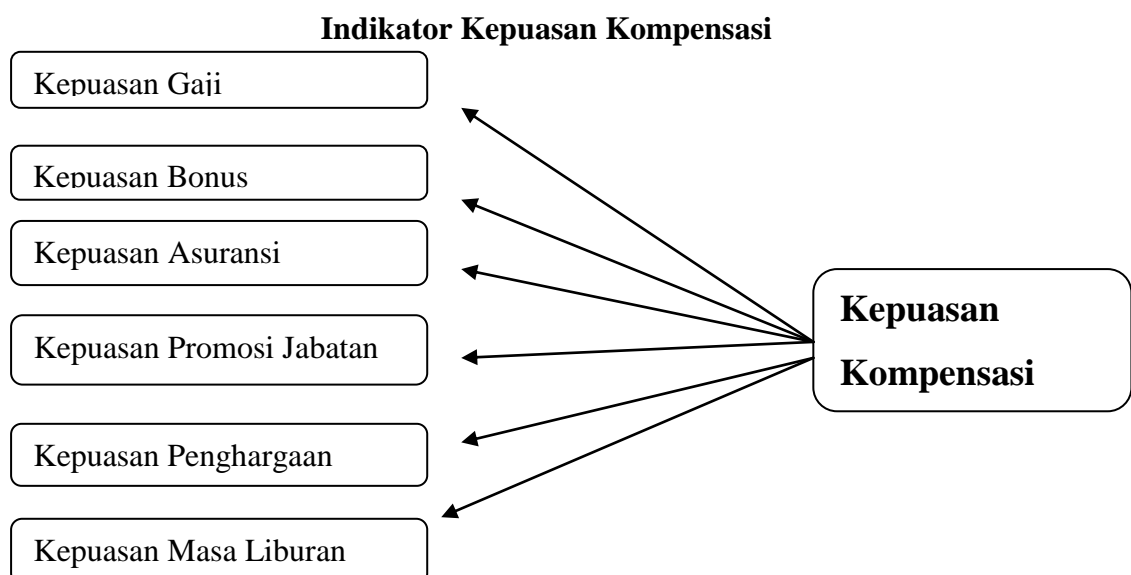 Indikator Kepuasan Kompensasi
Kepuasan Gaji
Kepuasan Bonus
Kepuasan Asuransi
Kepuasan Promosi Jabatan
Kepuasan Penghargaan
Kepuasan Masa Liburan
Kepuasan
Kompensasi